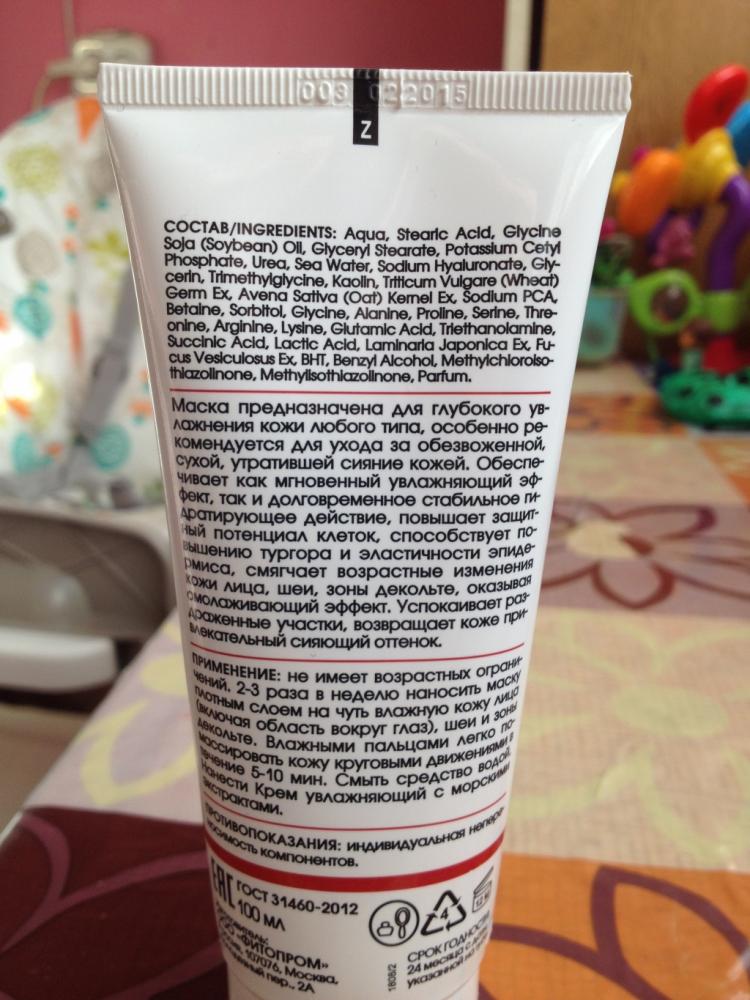 003 022015
Z
СОСТАВ/INGREDIENTS: Aqua, Stearic Acid, Glycine
Soja (Soybean) Oil, Glyceryl Stearate, Potassium Cetyl
Phosphate, Urea, Sea Water, Sodium Hyaluronate, Gly-
cerin, Trimethylglycine, Kaolin, Triticum Vulgare (Wheat)
Germ Ex, Avena Sativa (Oat) Kernel Ex, Sodium PCA,
Betaine, Sorbitol, Glycine, Alanine, Proline, Serine, Thre-
onine, Arginine, Lysine, Glutamic Acid, Triethanolamine,
Succinic Acid, Lactic Acid, Laminaria Japonica Ex, Fu-
cus Vesiculosus Ex, BHT, Benzyl Alcohol, Methylchloroiso-
thiazolinone, Methylisothiazolinone, Parfum.
Маска предназначена для глубокого ув-
лажнения кожи любого типа, особенно ре-
комендуется для ухода за обезвоженной,
сухой, утратившей сияние кожей. Обеспе-
чивает как мгновенный увлажняющий эф-
фект, так и долговременное стабильное ги-
дратирующее действие, повышает защит-
ный потенциал клеток, способствует по-
вышению тургора и эластичности эпиде-
рмиса, смягчает возрастные изменения
кожи лица, шеи, зоны декольте, оказывая
омолаживающий эффект. Успокаивает раз-
драженные участки, возвращает коже при-
влекательный сияющий оттенок.
ПРИМЕНЕНИЕ: не имеет возрастных ограни-
чений. 2-3 раза в неделю наносить маску
плотным слоем на чуть влажную кожу лица
(включая область вокруг глаз), шеи и зоны
декольте. Влажными пальцами легко по-
массировать кожу круговыми движениями в
течение 5-10 мин. Смыть средство водой.
Нанести Крем увлажняющий с морскими
экстрактами.
ПРОТИВОПОКАЗАНИЯ: индивидуальная непере-
носимость компонентов.
ЕАС ГОСТ 31460-2012
100 МЛ
4
ООО «ФИТОПРОМ»
107076, Москва,
пер., 2А
1808/2
СРОК ГОДНОСТИ
24 месяца с
указанной на